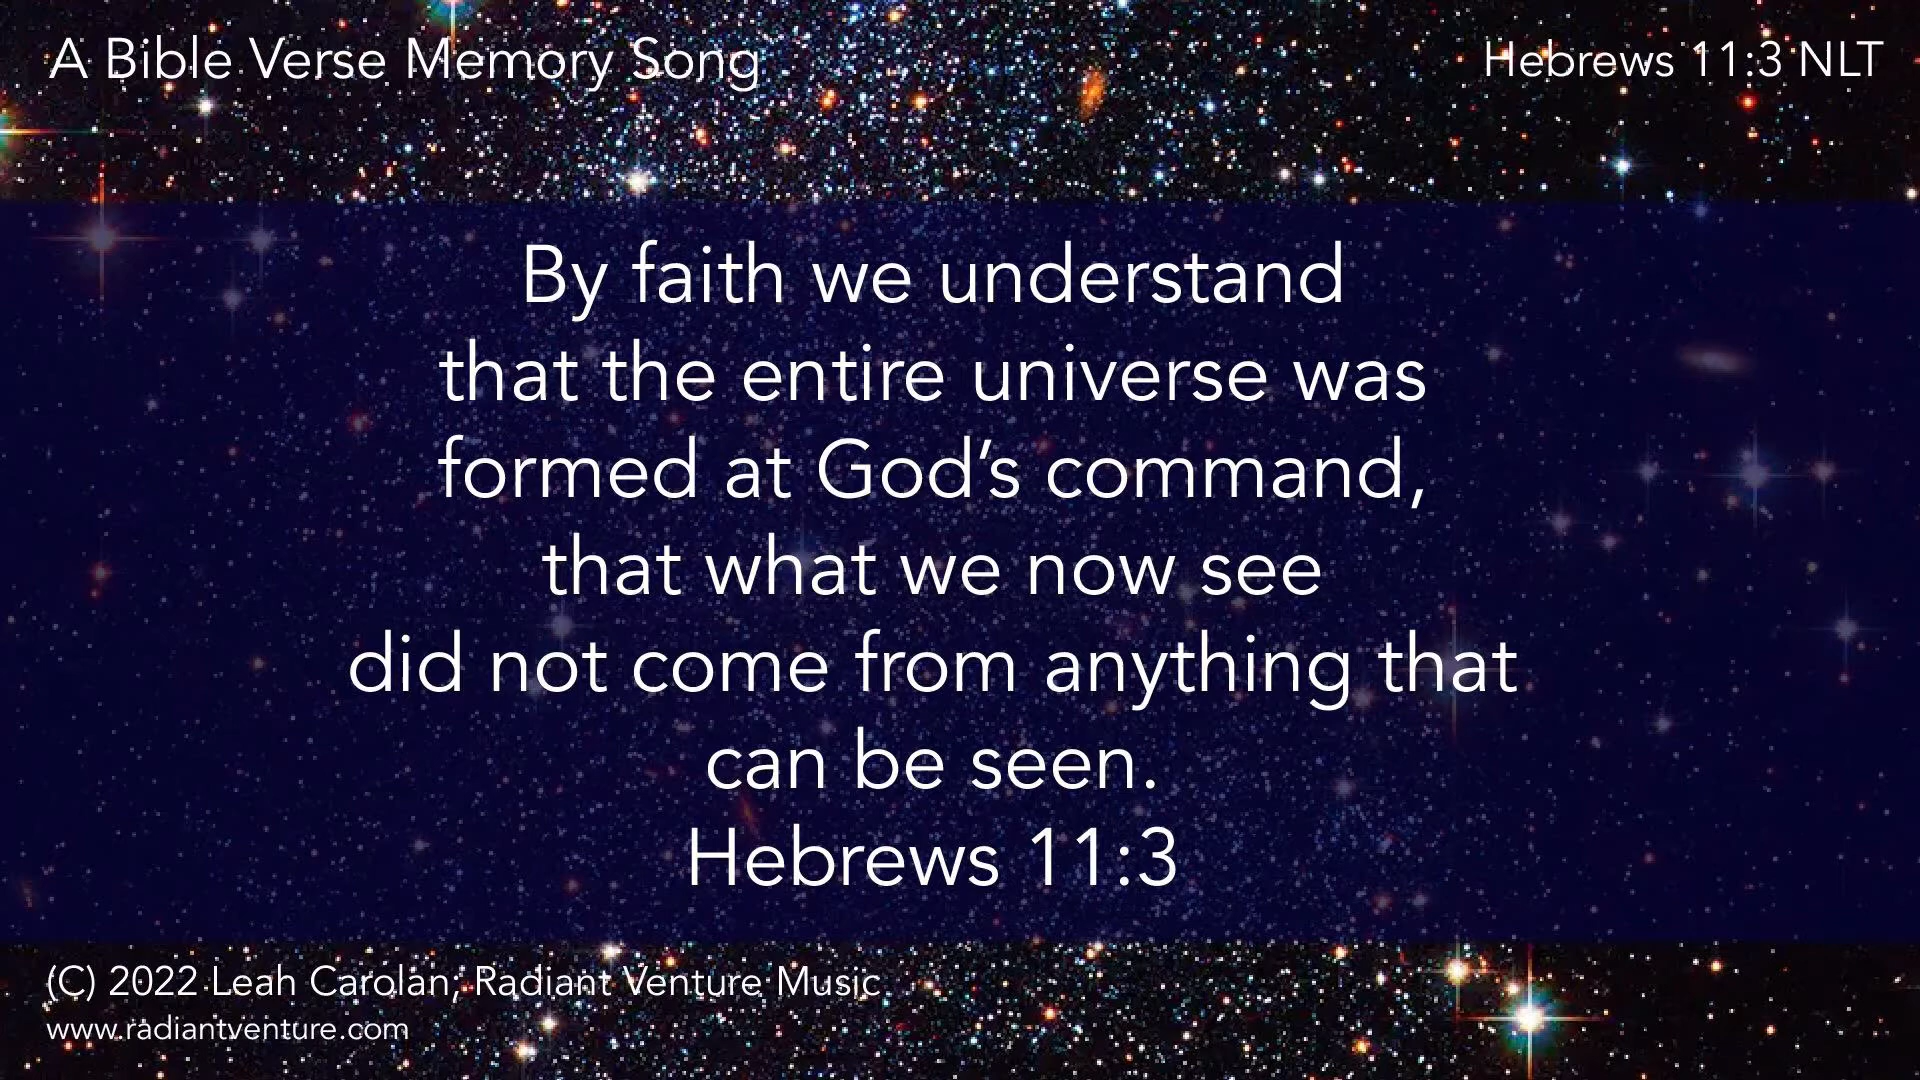 A Bible Verse Memory Song
Hebrews 11:3 NLT
By faith we understand
that the entire universe was
formed at God’s command,
that what we now see
did not come from anything that
can be seen.
Hebrews 11:3
(C) 2022 Leah Carolan; Radiant Venture Music
www.radiantventure.com